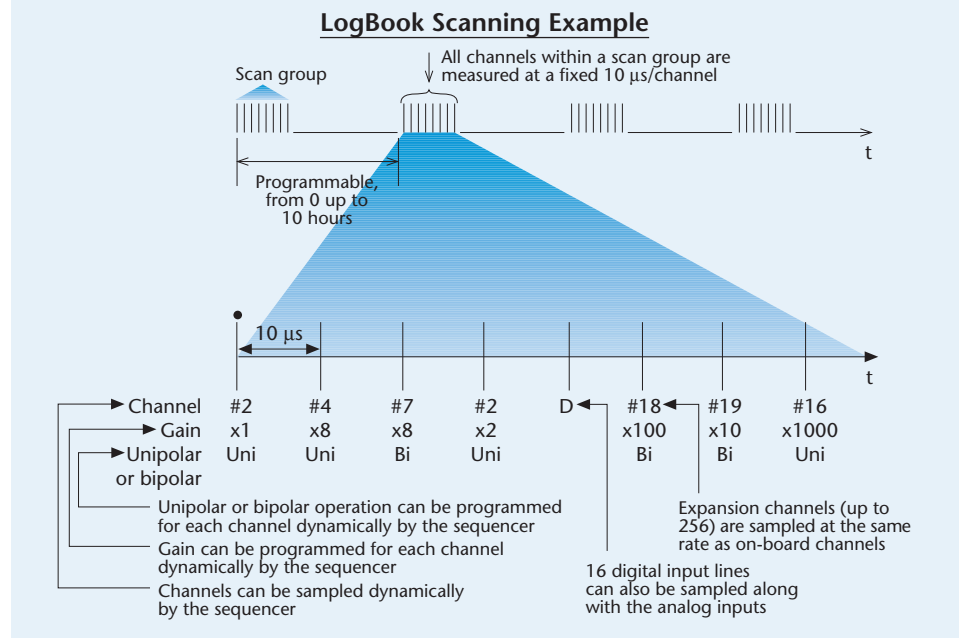 LogBook Scanning Example
Scan group
All channels within a scan group are
measured at a fixed 10 μs/channel
t
Programmable,
from 0 up to
10 hours
10 μs
t
Channel #2 #4 #7 #2 D #18 #19 #16
Gain x1 x8 x8 x2 x100 x10 x1000
Unipolar Uni Uni Bi Uni Bi Bi Uni
or bipolar
Unipolar or bipolar operation can be programmed
for each channel dynamically by the sequencer
Gain can be programmed for each channel
dynamically by the sequencer
Channels can be sampled dynamically
by the sequencer
Expansion channels (up to
256) are sampled at the same
rate as on-board channels
16 digital input lines
can also be sampled along
with the analog inputs